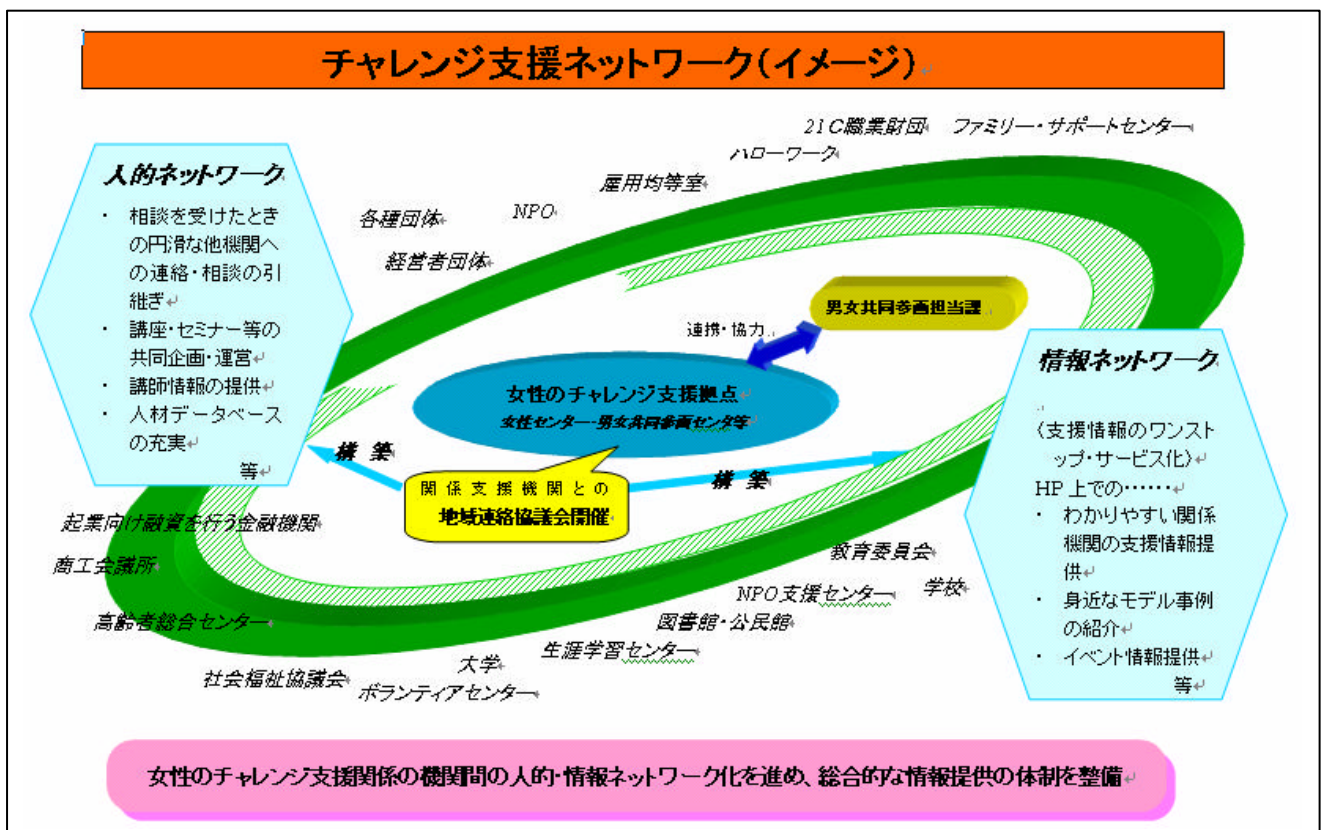 チャレンジ支援ネットワーク(イメージ)
21C職業財団 ファミリー・サポートセンター
ハローワーク
雇用均等室
NPO
各種団体
経営者団体
人的ネットワーク
・ 相談を受けたとき
の円滑な他機関へ
の連絡・相談の引
継ぎ
・ 講座・セミナー等の
共同企画・運営
・ 講師情報の提供
・ 人材データベース
の充実
等
男女共同参画担当課
連携・協力
女性のチャレンジ支援拠点
女性センター・男女共同参画センタ等
構 築
構 築
関係支援機関との
地域連絡協議会開催
情報ネットワーク
〈支援情報のワンスト
ップ・サービス化〉
HP上での‥‥‥
・ わかりやすい関係
機関の支援情報提
供
・ 身近なモデル事例
の紹介
・ イベント情報提供
等
起業向け融資を行う金融機関
商工会議所
高齢者総合センター
社会福祉協議会
大学
ボランティアセンター
生涯学習センター
図書館・公民館
NPO支援センター
教育委員会
学校
女性のチャレンジ支援関係の機関間の人的・情報ネットワーク化を進め、総合的な情報提供の体制を整備